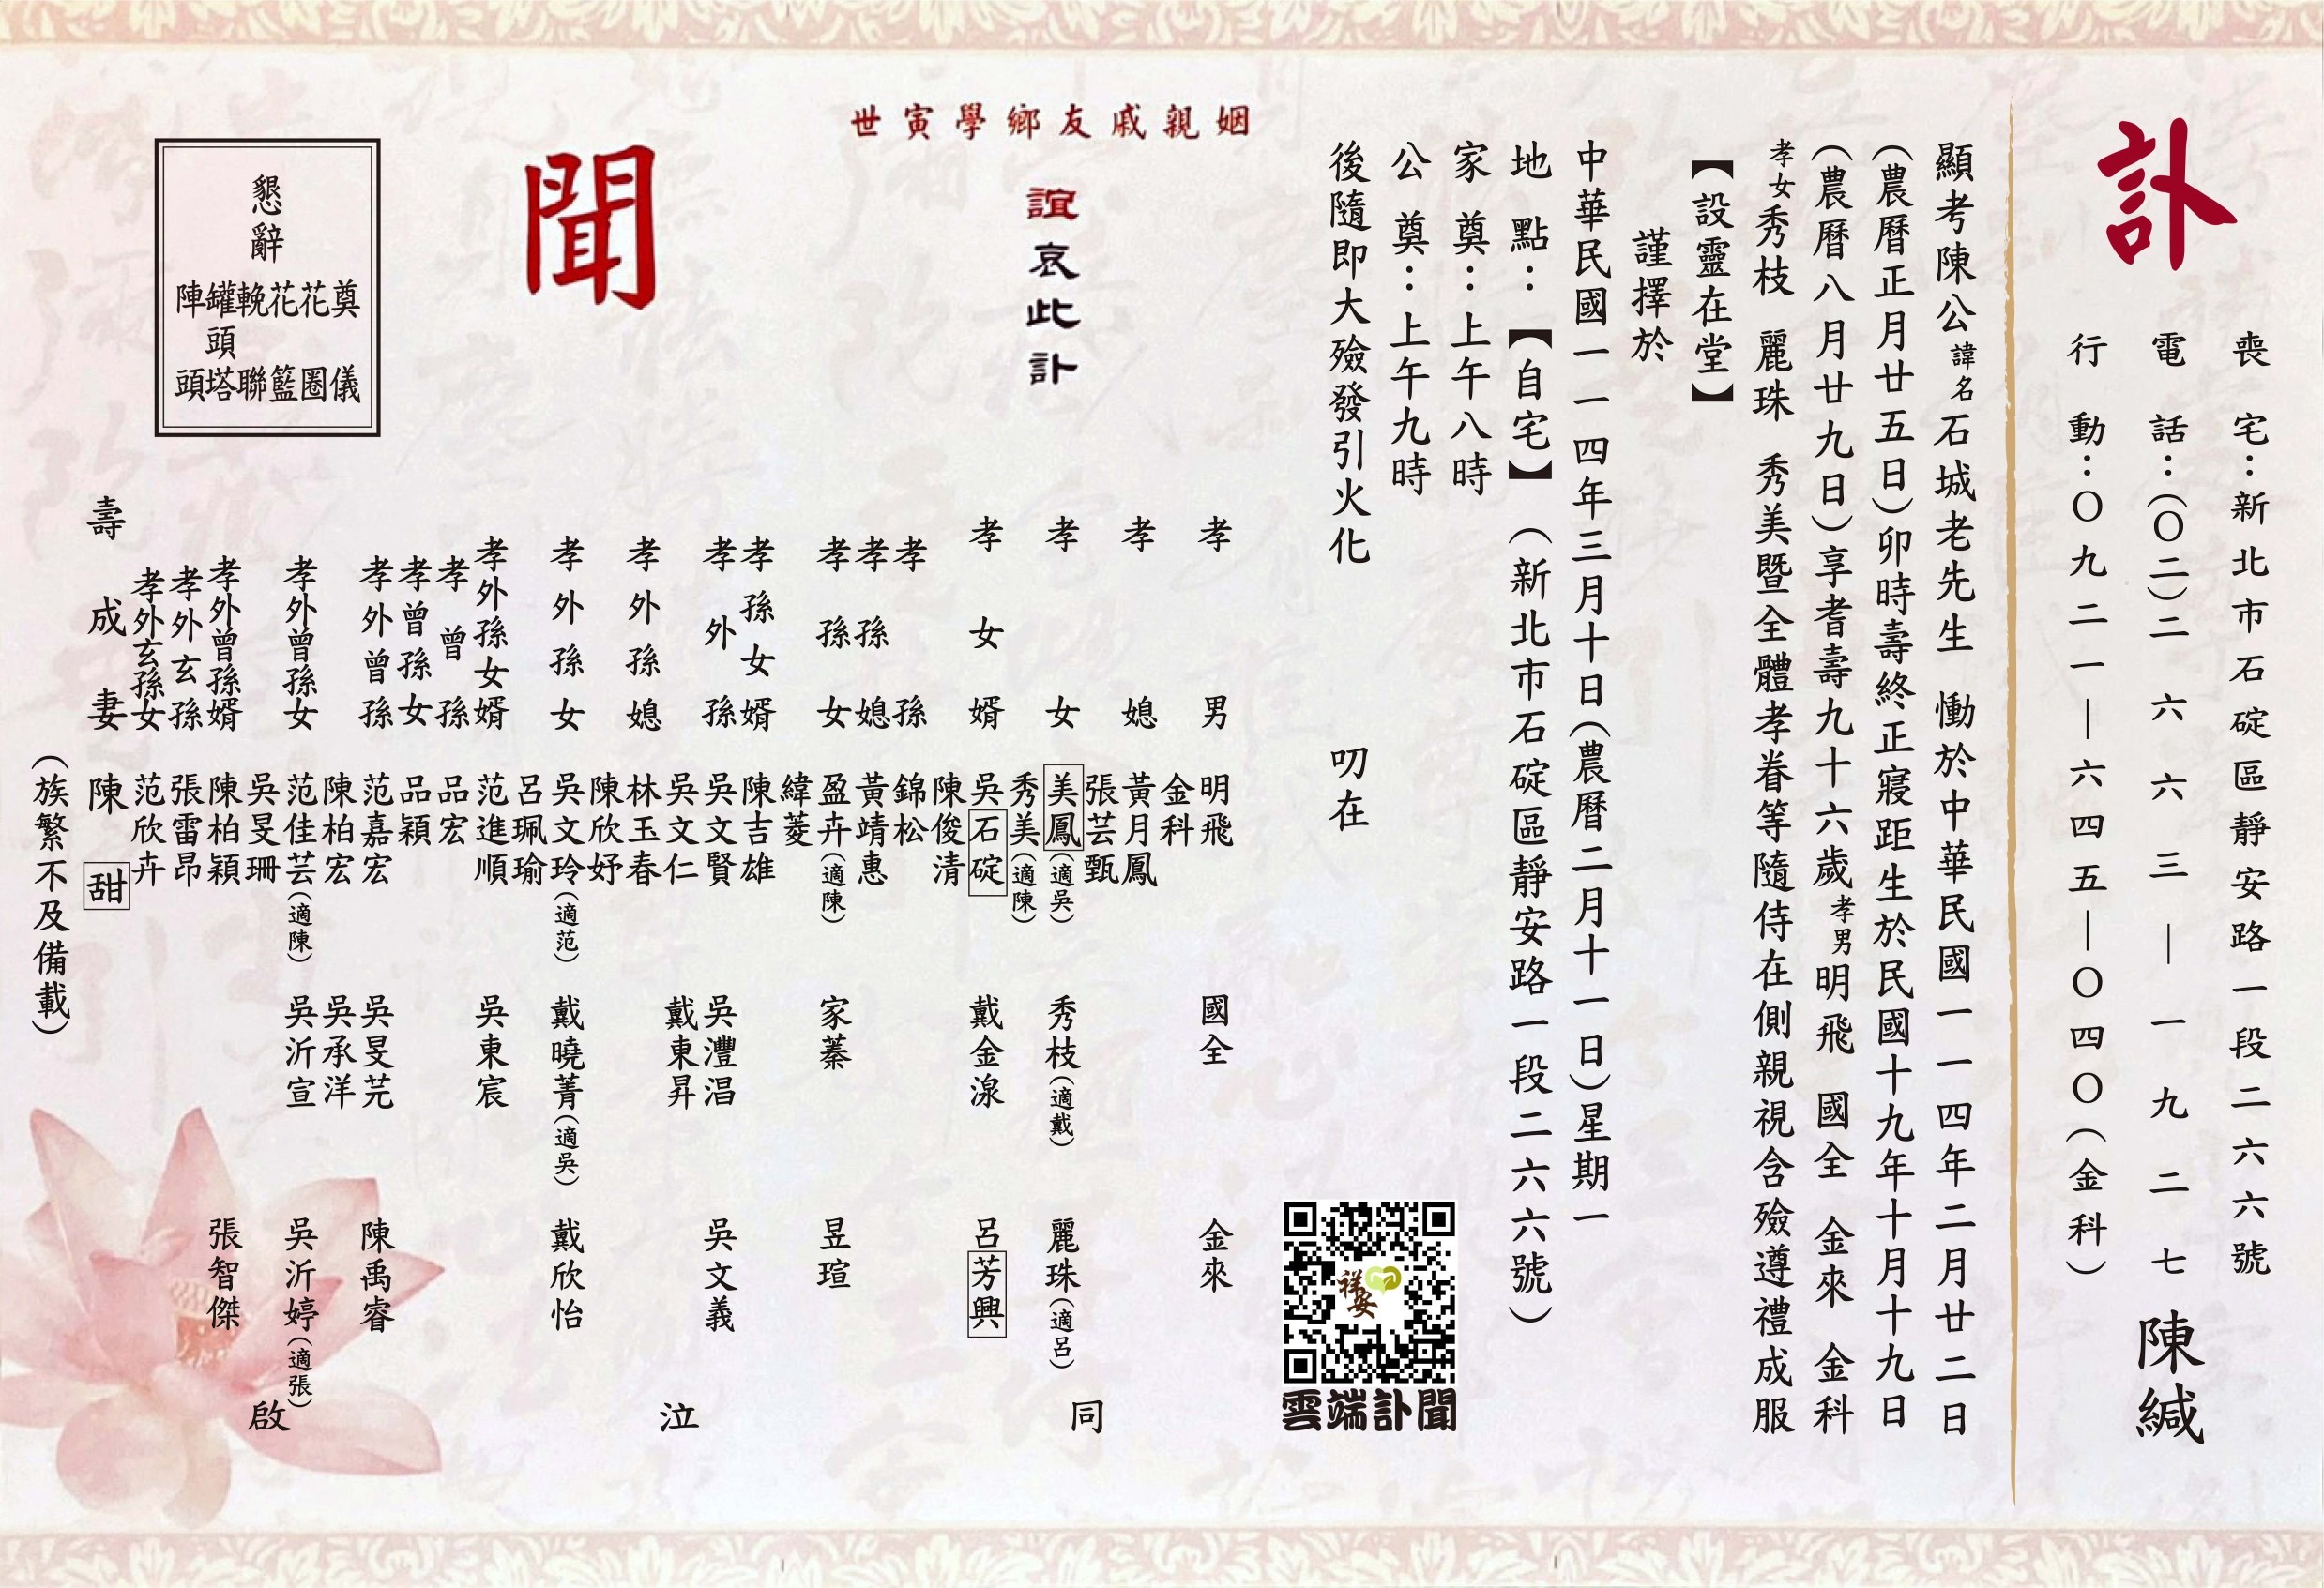 訃
喪宅：新北市石碇區靜安路一段二六六號
電話：(○二)二六六三—一九二七
行動：○九二一—六四五—○四○(金科)
陳緘
顯考陳公諱名石城老先生 慟於中華民國一一四年二月廿二日
(農曆正月廿五日)卯時壽終正寢距生於民國十九年十月十九日
(農曆八月廿九日)享耆壽九十六歲孝男明飛 國全 金來 金科
孝女秀枝 麗珠 秀美暨全體孝眷等隨侍在側親視含殮遵禮成服
【設靈在堂】
謹擇於
中華民國一一四年三月十日(農曆二月十一日)星期一
地點：【自宅】(新北市石碇區靜安路一段二六六號)
家奠：上午八時
公奠：上午九時
後隨即大殮發引火化
叨在
雲端訃聞
祥安
世寅學鄉友戚親姻
誼哀此訃
聞
孝男 明飛 國全 金來
金科
孝媳 黃月鳳
張芸甄
孝女 美鳳(適吳) 秀枝(適戴) 麗珠(適呂)
秀美(適陳)
孝女婿 吳石碇 戴金湶 呂芳興
陳俊清
孝孫 錦松
孝孫媳 黃靖惠
孝孫女 盈卉(適陳) 家蓁 昱瑄
緯菱
孝孫女婿 陳吉雄
孝外孫 吳文賢 吳灃淐 吳文義
吳文仁 戴東昇
孝外孫媳 林玉春
陳欣妤
孝外孫女 吳文玲(適范) 戴曉菁(適吳) 戴欣怡
呂珮瑜
孝外孫女婿 范進順 吳東宸
孝曾孫 品宏
孝曾孫女 品穎
孝外曾孫 范嘉宏 吳旻芫 陳禹睿
陳柏宏 吳承洋
孝外曾孫女 范佳芸(適陳) 吳沂宣 吳沂婷(適張)
吳旻珊
孝外曾孫婿 陳柏穎 張智傑
孝外玄孫 張雷昂
孝外玄孫女 范欣卉
壽成妻 陳甜
(族繁不及備載)
同泣啟
懇辭
奠儀
花圈
花籃
輓聯
罐頭塔
陣頭